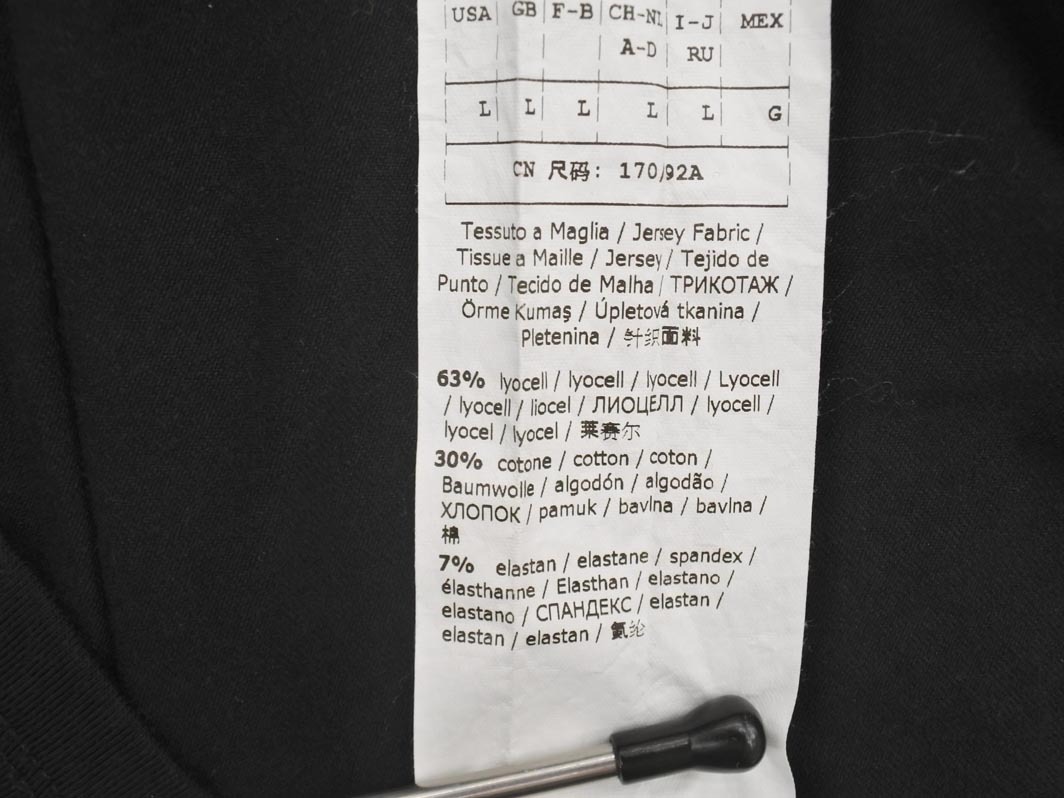 USA GB F-B CH-NL I-J MEX
A-D RU
L L L L L G
CN 尺码: 170/92A
Tessuto a Maglia / Jersey Fabric /
Tissue a Maille / Jersey / Tejido de
Punto / Tecido de Malha / ТРИКОТАЖ /
Örme Kumaş / Úpletová tkanina /
Pletenina / 针织面料
63% lyocell / lyocell / lyocell / Lyocell
/ lyocell / liocel / ЛИОЦЕЛЛ / lyocell /
lyocel / lyocel / 莱赛尔
30% cotone / cotton / coton /
Baumwolle / algodón / algodão /
ХЛОПОК / pamuk / bavlna / bavlna /
棉
7% elastan / elastane / spandex /
élasthanne / Elasthan / elastano /
elastano / СПАНДЕКС / elastan /
elastan / elastan / 氨纶